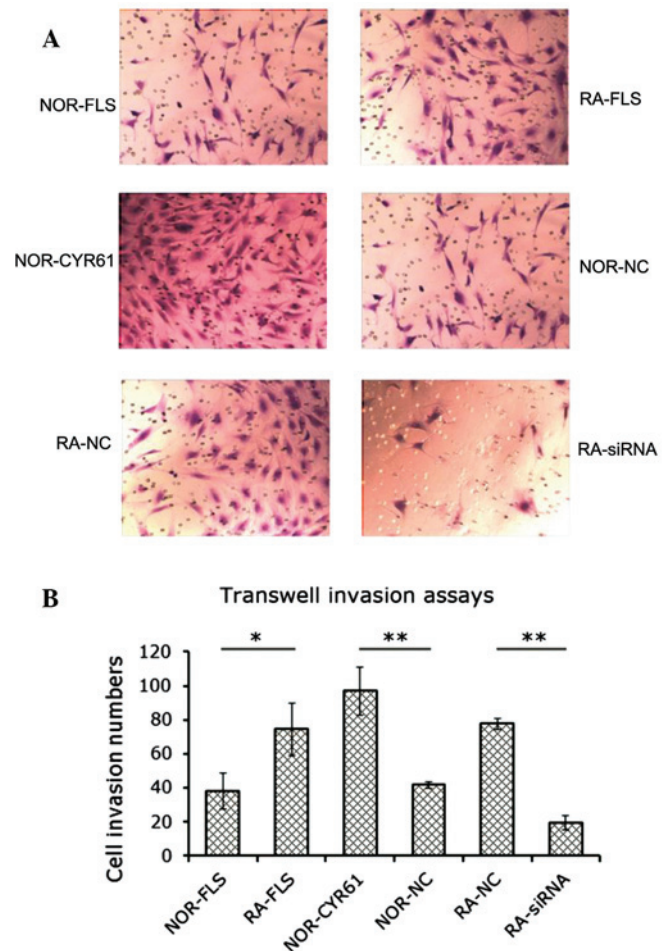 A
NOR-FLS
RA-FLS
NOR-CYR61
NOR-NC
RA-NC
RA-siRNA
B
Transwell invasion assays
* ** **
120
100
80
60
40
20
0
Cell invasion numbers
NOR-FLS
RA-FLS
NOR-CYR61
NOR-NC
RA-NC
RA-siRNA